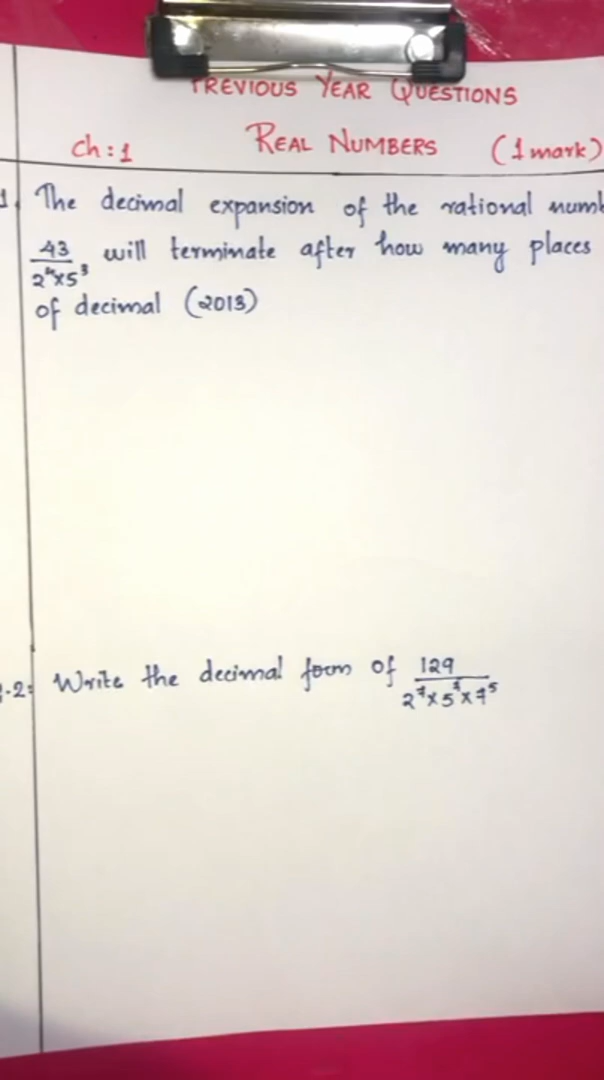 PREVIOUS YEAR QUESTIONS
Ch:1 REAL NUMBERS (1 mark)
1. The decimal expansion of the rational numb
43/2⁴×5³ will terminate after how many places
of decimal (2013)
.2: Write the decimal form of 129/2⁷×5⁷×7⁵